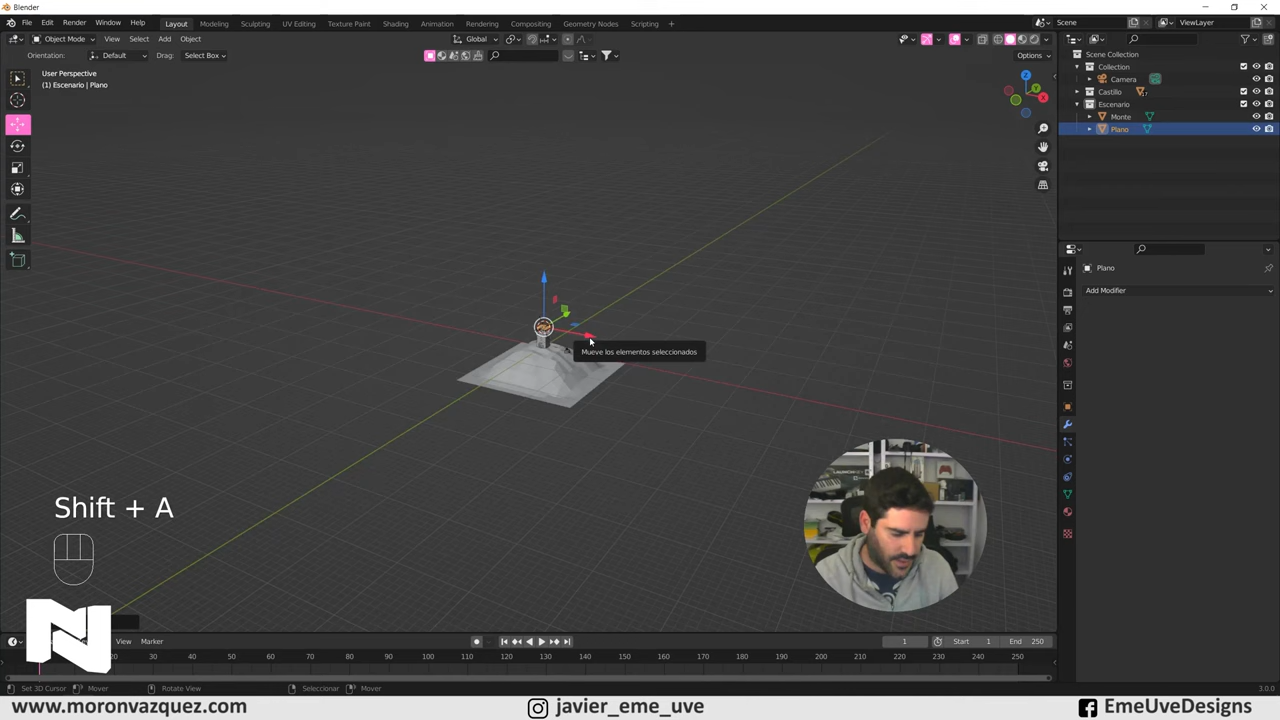 Blender
File Edit Render Window Help
Layout Modeling Sculpting UV Editing Texture Paint Shading Animation Rendering Compositing Geometry Nodes Scripting +
Scene
ViewLayer
Object Mode View Select Add Object
Global
Orientation: Default Drag: Select Box
Options
User Perspective
(1) Escenario | Plano
Z
Y
X
Scene Collection
Collection
Camera
Castillo
Escenario
Monte
Plano
Plano
Add Modifier
Mueve los elementos seleccionados
Shift + A
N
View Marker
1 Start 1 End 250
20 30 40 50 60 70 80 90 100 110 120 130 140 150 160 170 180 190 200 210 220 230 240 250
Set 3D Cursor Mover Rotate View Seleccionar Mover 3.0.0
www.moronvazquez.com javier_eme_uve EmeUveDesigns